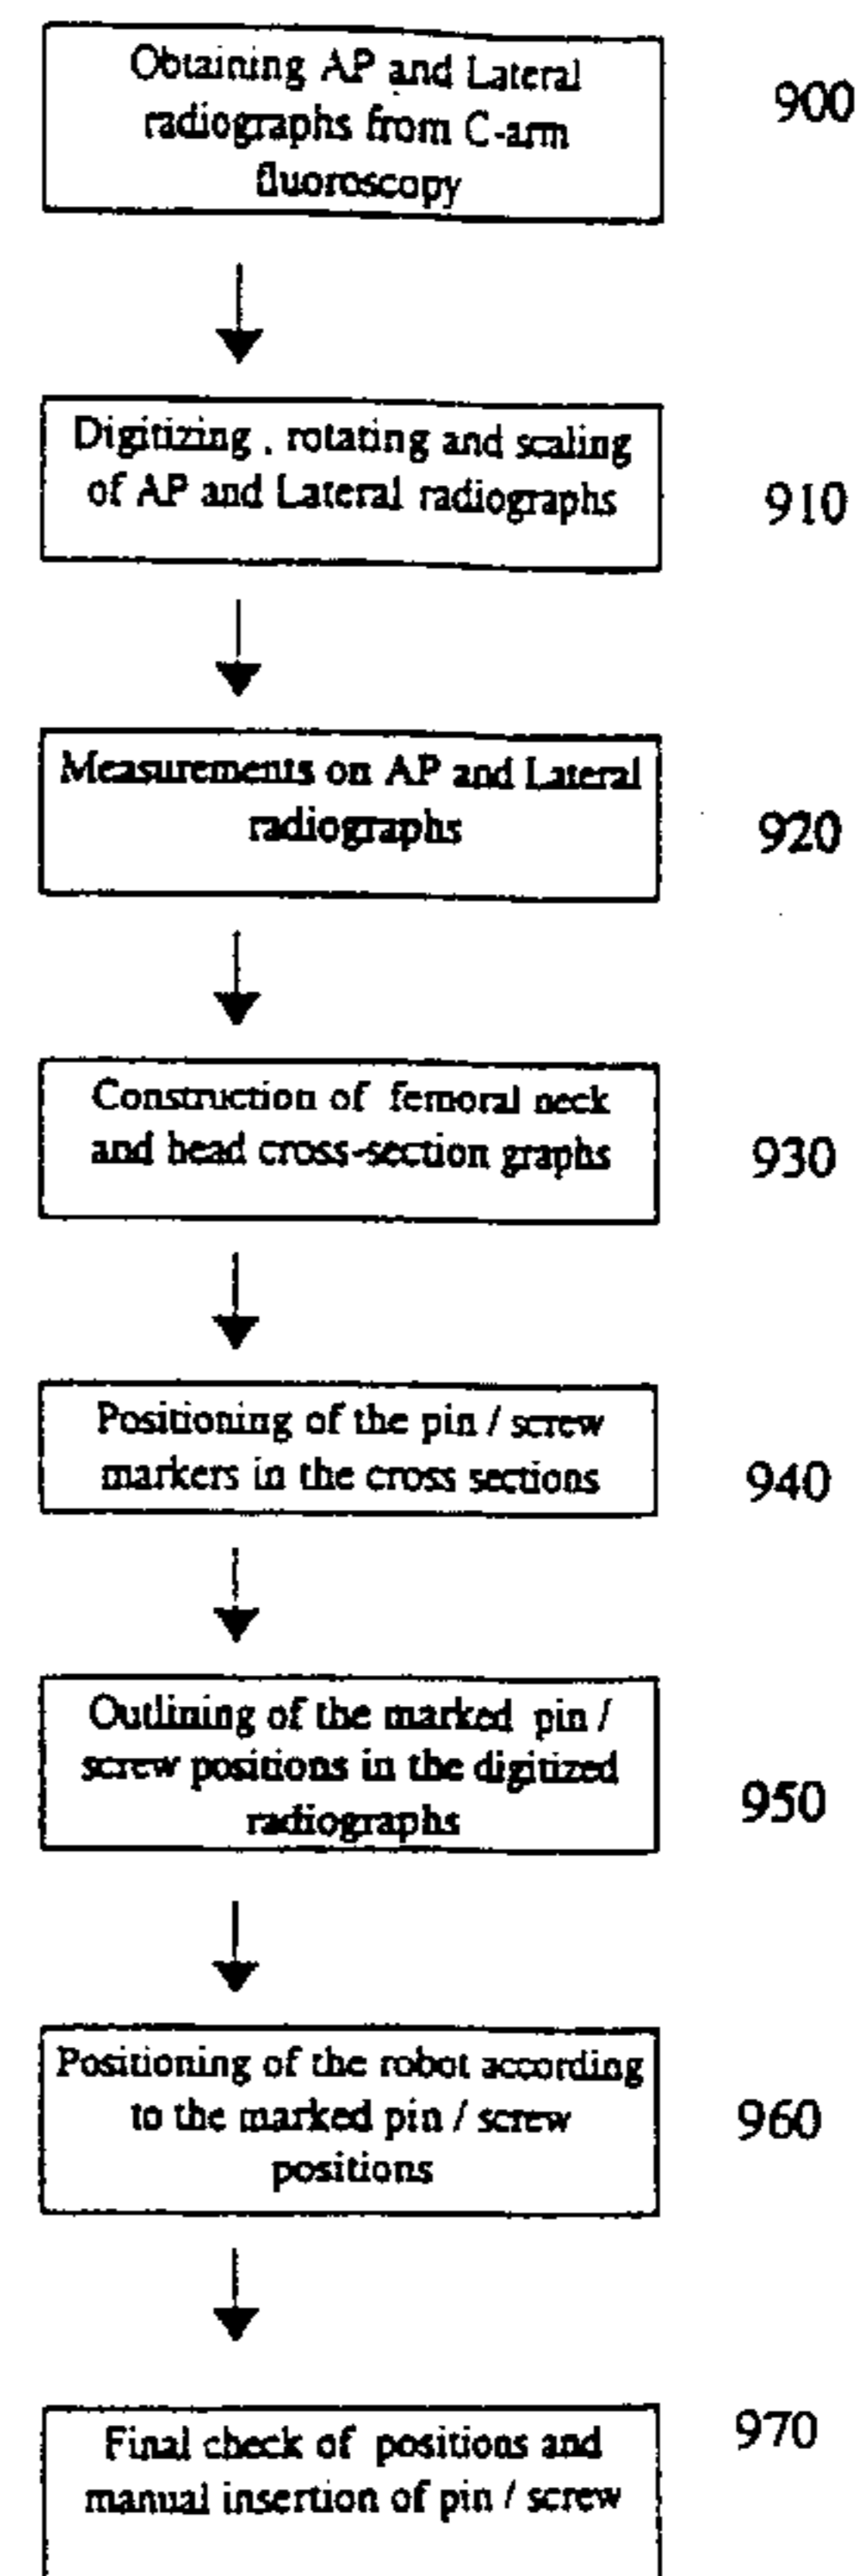 Obtaining AP and Lateral
radiographs from C-arm
fluoroscopy
900
Digitizing , rotating and scaling
of AP and Lateral radiographs
910
Measurements on AP and Lateral
radiographs
920
Construction of femoral neck
and head cross-section graphs
930
Positioning of the pin / screw
markers in the cross sections
940
Outlining of the marked pin /
screw positions in the digitized
radiographs
950
Positioning of the robot according
to the marked pin / screw
positions
960
Final check of positions and
manual insertion of pin / screw
970